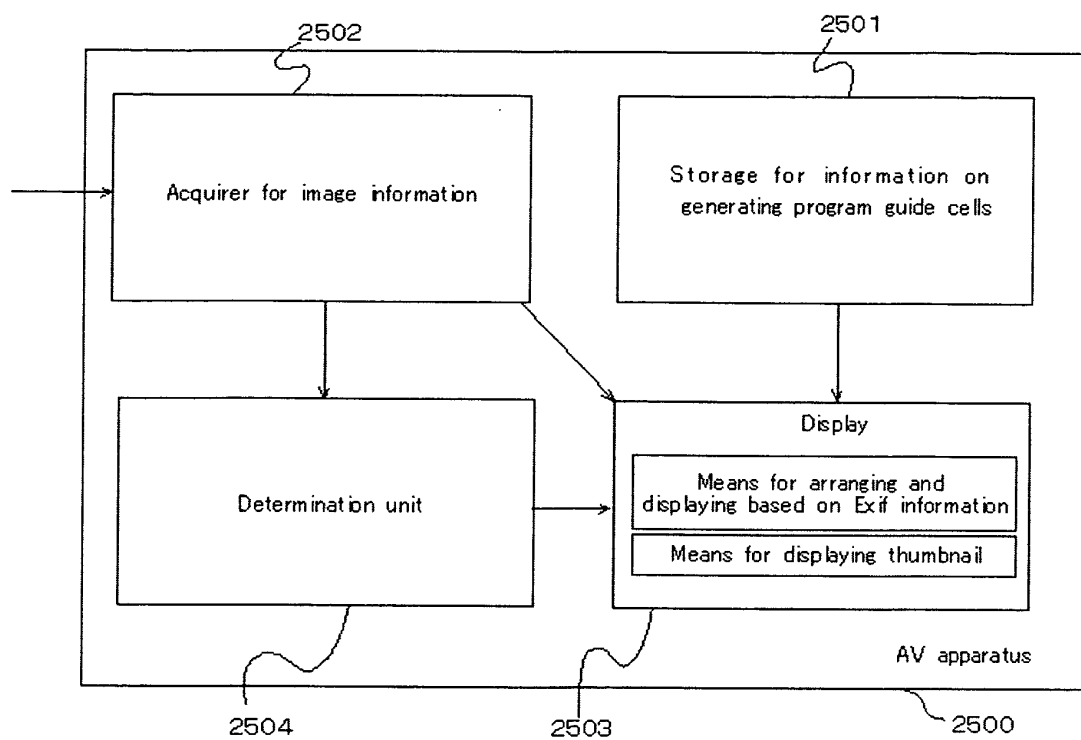 2502
2501
Acquirer for image information
Storage for information on
generating program guide cells
Determination unit
Display
Means for arranging and
displaying based on Exif information
Means for displaying thumbnail
AV apparatus
2504
2503
2500